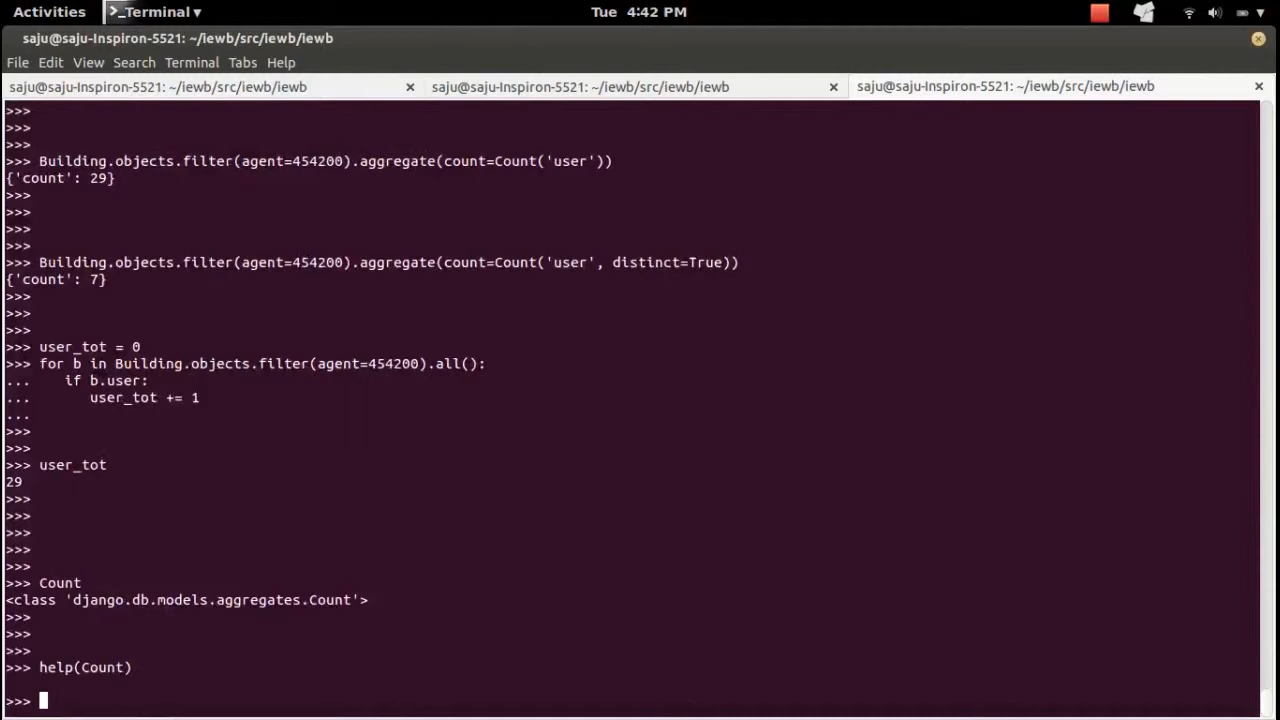 Activities
>_Terminal ▾
Tue 4:42 PM
saju@saju-Inspiron-5521: ~/iewb/src/iewb/iewb
File Edit View Search Terminal Tabs Help
saju@saju-Inspiron-5521: ~/iewb/src/iewb/iewb
saju@saju-Inspiron-5521: ~/iewb/src/iewb/iewb
saju@saju-Inspiron-5521: ~/iewb/src/iewb/iewb
>>>
>>>
>>>
>>> Building.objects.filter(agent=454200).aggregate(count=Count('user'))
{'count': 29}
>>>
>>>
>>>
>>>
>>> Building.objects.filter(agent=454200).aggregate(count=Count('user', distinct=True))
{'count': 7}
>>>
>>>
>>>
>>> user_tot = 0
>>> for b in Building.objects.filter(agent=454200).all():
...    if b.user:
...       user_tot += 1
...
>>>
>>>
>>> user_tot
29
>>>
>>>
>>>
>>>
>>>
>>> Count
<class 'django.db.models.aggregates.Count'>
>>>
>>>
>>>
>>> help(Count)
>>>